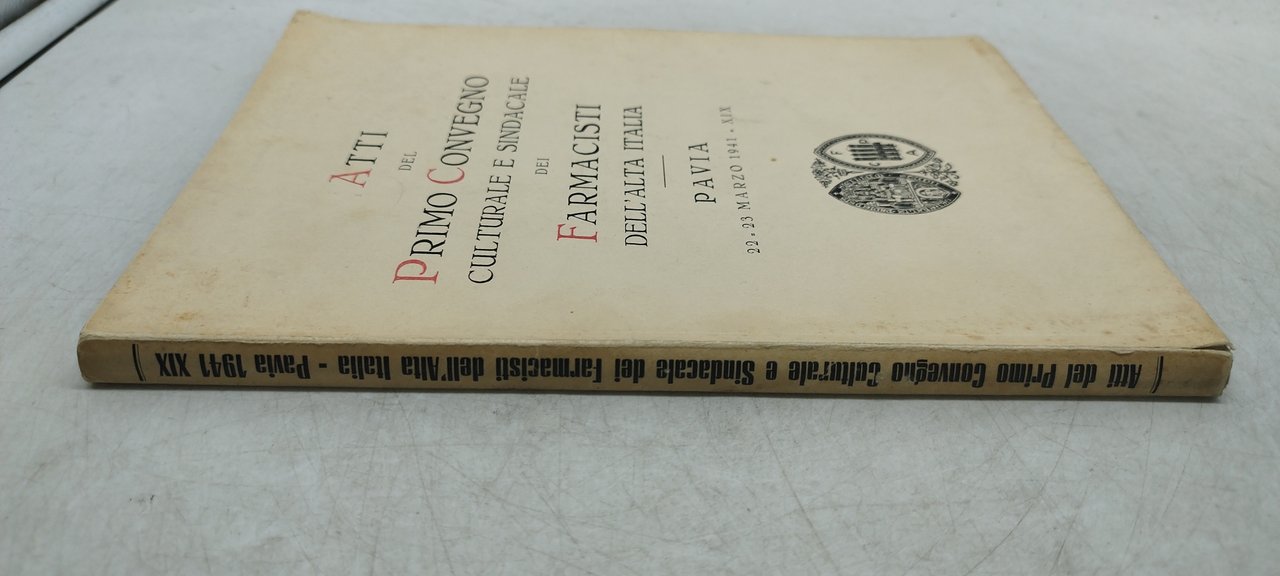 ATTI
DEL
PRIMO CONVEGNO
CULTURALE E SINDACALE
DEI
FARMACISTI
DELL'ALTA ITALIA
PAVIA
22-23 MARZO 1941-XIX
F P
C A
Atti del Primo Convegno Culturale e Sindacale dei Farmacisti dell'Alta Italia - Pavia 1941 XIX